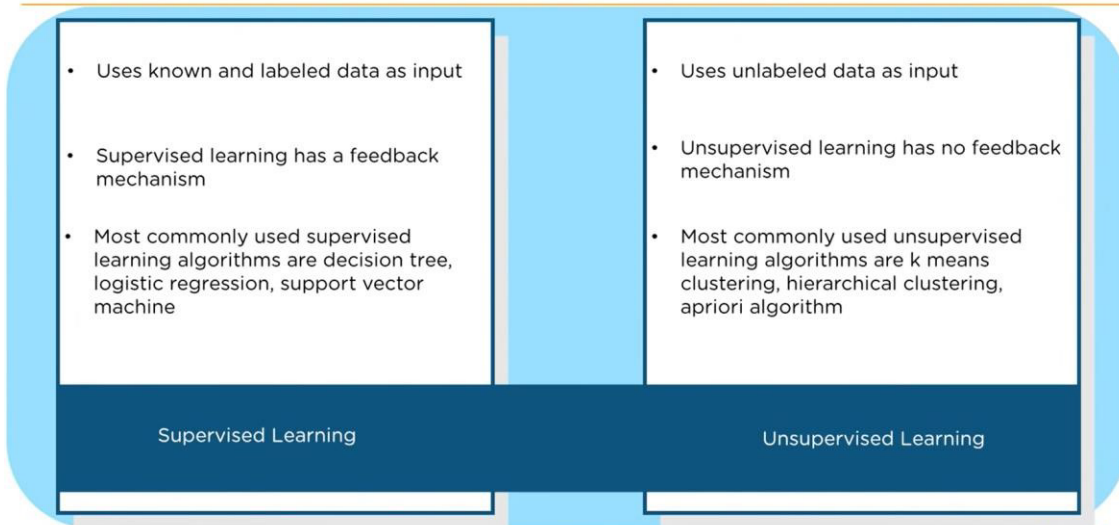 • Uses known and labeled data as input
• Supervised learning has a feedback
mechanism
• Most commonly used supervised
learning algorithms are decision tree,
logistic regression, support vector
machine
Supervised Learning
• Uses unlabeled data as input
• Unsupervised learning has no feedback
mechanism
• Most commonly used unsupervised
learning algorithms are k means
clustering, hierarchical clustering,
apriori algorithm
Unsupervised Learning